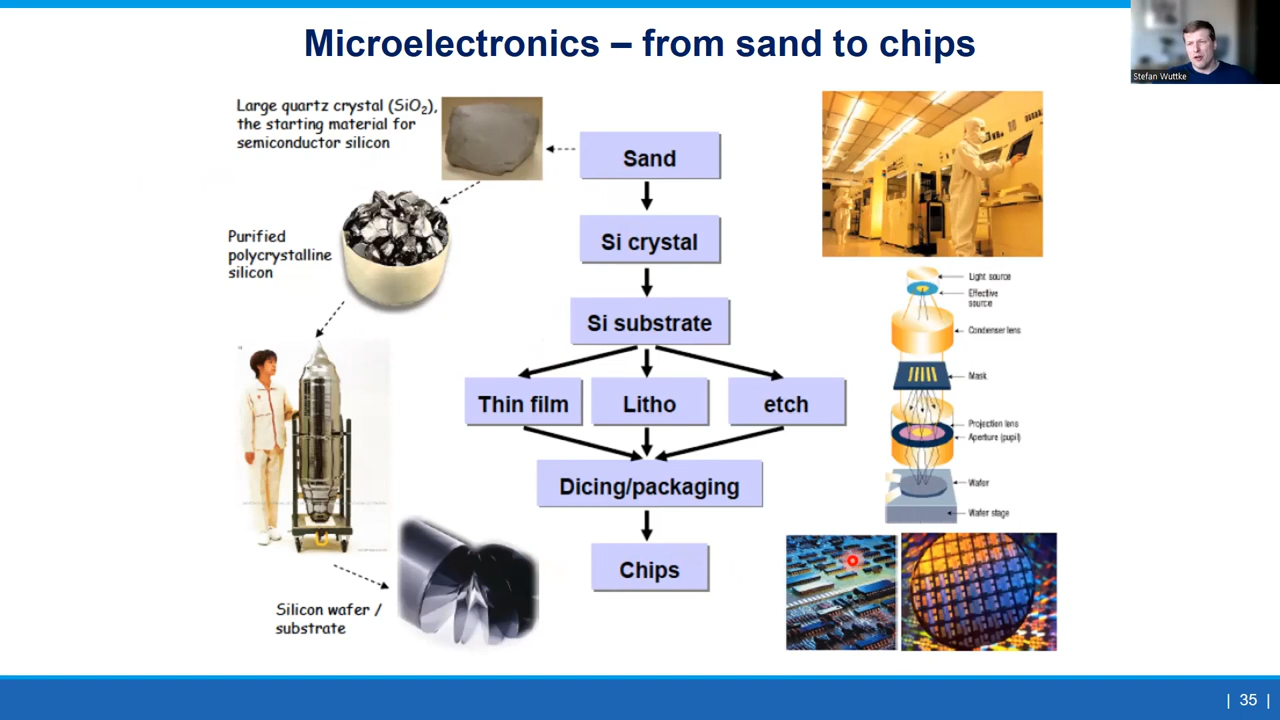 Microelectronics – from sand to chips
Stefan Wuttke
Large quartz crystal (SiO₂),
the starting material for
semiconductor silicon
Purified
polycrystalline
silicon
Silicon wafer /
substrate
Sand
Si crystal
Si substrate
Thin film
Litho
etch
Dicing/packaging
Chips
Light source
Effective
source
Condenser lens
Mask
Projection lens
Aperture (pupil)
Wafer
Wafer stage
| 35 |